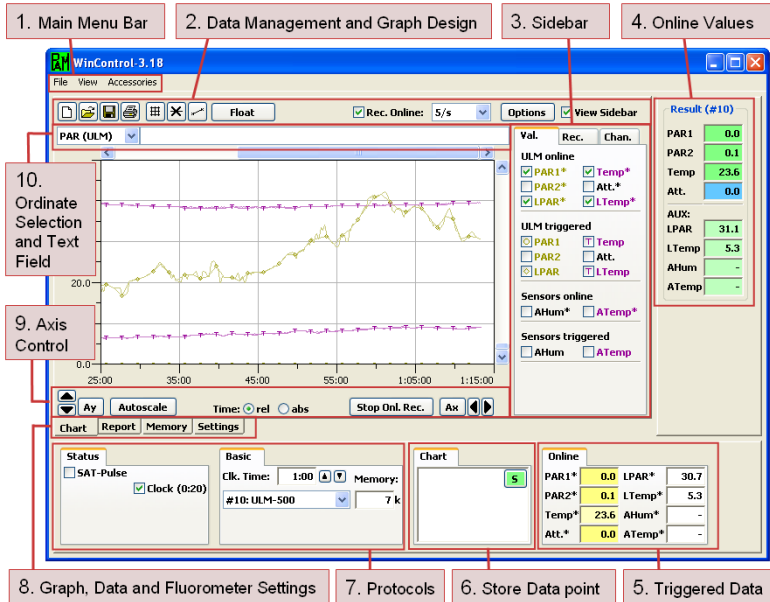 1. Main Menu Bar
2. Data Management and Graph Design
3. Sidebar
4. Online Values
WinControl-3.18
File View Accessories
Float
Rec. Online: 5/s
Options
View Sidebar
PAR (ULM)
10.
Ordinate
Selection
and Text
Field
20.0
9. Axis
Control
0.0
25:00 35:00 45:00 55:00 1:05:00 1:15:00
Ay Autoscale Time: rel abs Stop Onl. Rec. Ax
Chart Report Memory Settings
Val. Rec. Chan.
ULM online
PAR1* Temp*
PAR2* Att.*
LPAR* LTemp*
ULM triggered
PAR1 T Temp
PAR2 Att.
LPAR T LTemp
Sensors online
AHum* ATemp*
Sensors triggered
AHum ATemp
Result (#10)
PAR1 0.0
PAR2 0.1
Temp 23.6
Att. 0.0
AUX:
LPAR 31.1
LTemp 5.3
AHum -
ATemp -
Status
SAT-Pulse
Clock (0:20)
Basic
Clk. Time: 1:00 Memory:
#10: ULM-500 7 k
Chart
S
Online
PAR1* 0.0 LPAR* 30.7
PAR2* 0.1 LTemp* 5.3
Temp* 23.6 AHum* -
Att.* 0.0 ATemp* -
8. Graph, Data and Fluorometer Settings
7. Protocols
6. Store Data point
5. Triggered Data